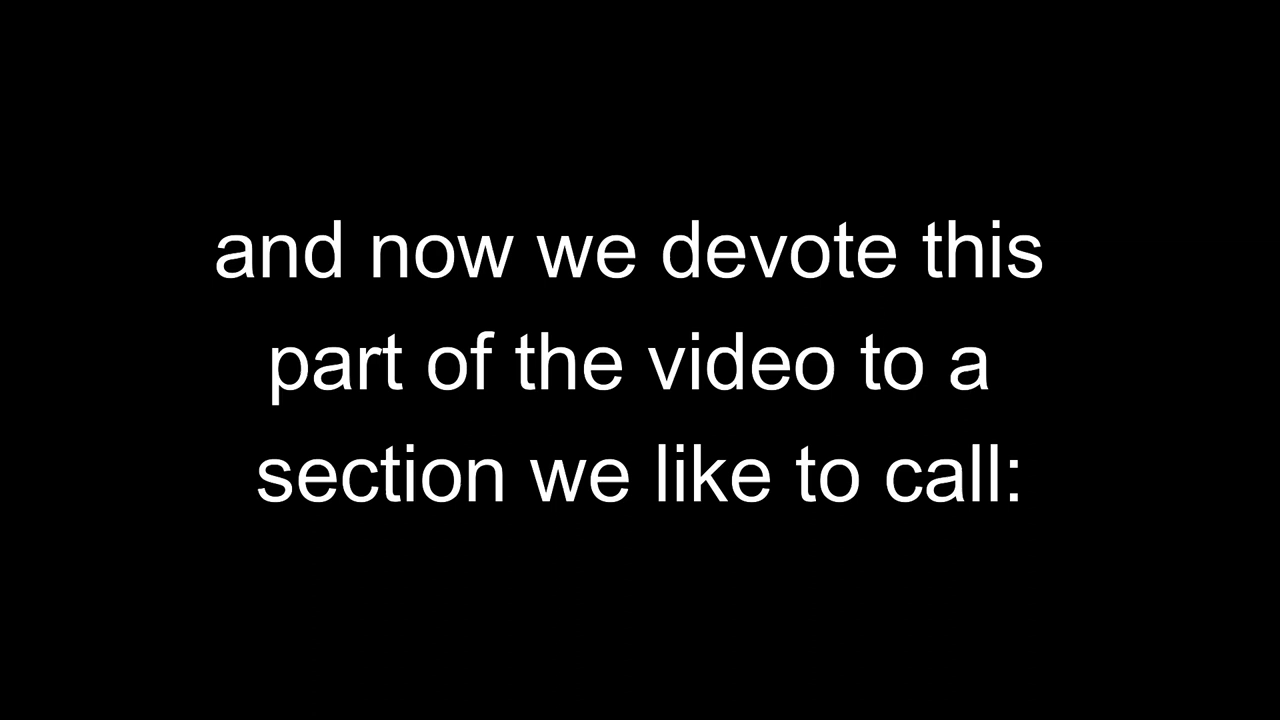 and now we devote this
part of the video to a
section we like to call: